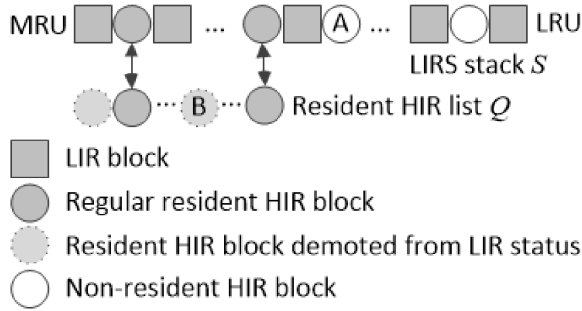 MRU ... A ... LRU
LIRS stack S
... B ... Resident HIR list Q
LIR block
Regular resident HIR block
Resident HIR block demoted from LIR status
Non-resident HIR block